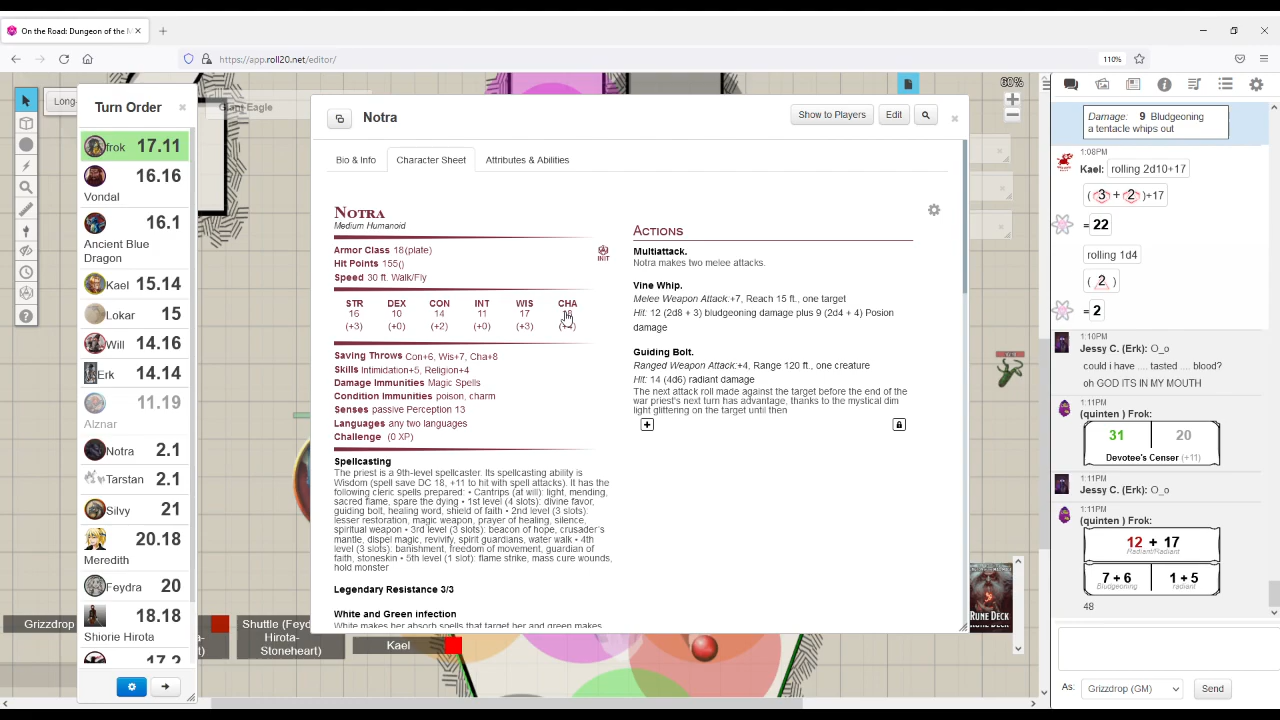 On the Road: Dungeon of the M
https://app.roll20.net/editor/
110%
60%
Long-
Giant Eagle
Turn Order
frok 17.11
16.16
Vondal
16.1
Ancient Blue
Dragon
Kael 15.14
Lokar 15
Will 14.16
Erk 14.14
11.19
Alznar
Notra 2.1
Tarstan 2.1
Silvy 21
20.18
Meredith
Feydra 20
18.18
Shiorie Hirota
17.2
Grizzdrop
Shuttle (Feyd
Hirota-
Stoneheart)
Kael
Notra
Show to Players
Edit
Bio & Info
Character Sheet
Attributes & Abilities
Notra
Medium Humanoid
Armor Class 18(plate)
Hit Points 155()
Speed 30 ft. Walk/Fly
INIT
STR DEX CON INT WIS CHA
16 10 14 11 17
(+3) (+0) (+2) (+0) (+3)
Saving Throws Con+6, Wis+7, Cha+8
Skills Intimidation+5, Religion+4
Damage Immunities Magic Spells
Condition Immunities poison, charm
Senses passive Perception 13
Languages any two languages
Challenge (0 XP)
Spellcasting
The priest is a 9th-level spellcaster. Its spellcasting ability is
Wisdom (spell save DC 18, +11 to hit with spell attacks). It has the
following cleric spells prepared: • Cantrips (at will): light, mending,
sacred flame, spare the dying • 1st level (4 slots): divine favor,
guiding bolt, healing word, shield of faith • 2nd level (3 slots):
lesser restoration, magic weapon, prayer of healing, silence,
spiritual weapon • 3rd level (3 slots): beacon of hope, crusader's
mantle, dispel magic, revivify, spirit guardians, water walk • 4th
level (3 slots): banishment, freedom of movement, guardian of
faith, stoneskin • 5th level (1 slot): flame strike, mass cure wounds,
hold monster
Legendary Resistance 3/3
White and Green infection
White makes her absorb spells that target her and green makes
Actions
Multiattack.
Notra makes two melee attacks.
Vine Whip.
Melee Weapon Attack:+7, Reach 15 ft., one target
Hit: 12 (2d8 + 3) bludgeoning damage plus 9 (2d4 + 4) Posion
damage
Guiding Bolt.
Ranged Weapon Attack:+4, Range 120 ft., one creature
Hit: 14 (4d6) radiant damage
The next attack roll made against the target before the end of the
war priest's next turn has advantage, thanks to the mystical dim
light glittering on the target until then
RUNE DECK
Damage: 9 Bludgeoning
a tentacle whips out
1:08PM
Kael: rolling 2d10+17
(3 + 2)+17
= 22
rolling 1d4
(2)
= 2
1:10PM
Jessy C. (Erk): O_o
could i have .... tasted .... blood?
oh GOD ITS IN MY MOUTH
1:11PM
(quinten ) Frok:
31 20
Devotee's Censer (+11)
1:11PM
Jessy C. (Erk): O_o
1:11PM
(quinten ) Frok:
12 + 17
Radiant/Radiant
7 + 6 1 + 5
Bludgeoning radiant
48
As: Grizzdrop (GM) Send